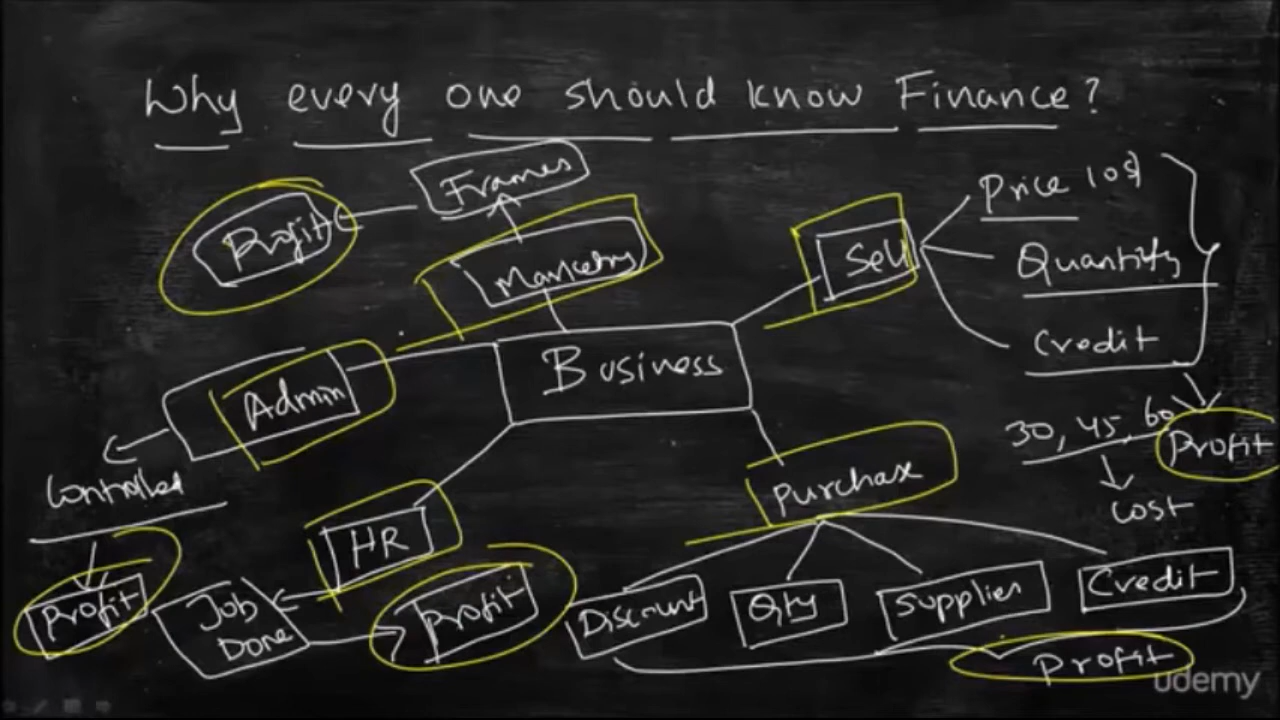 Why every one should know Finance?
Frames
Profit
Marketing
Sell
Price 10$
Quantity
Credit
Business
Admin
30, 45, 60
Profit
cost
Controlled
HR
Purchase
Profit
Job
Done
Profit
Discount
Qty
Supplier
Credit
Profit
udemy